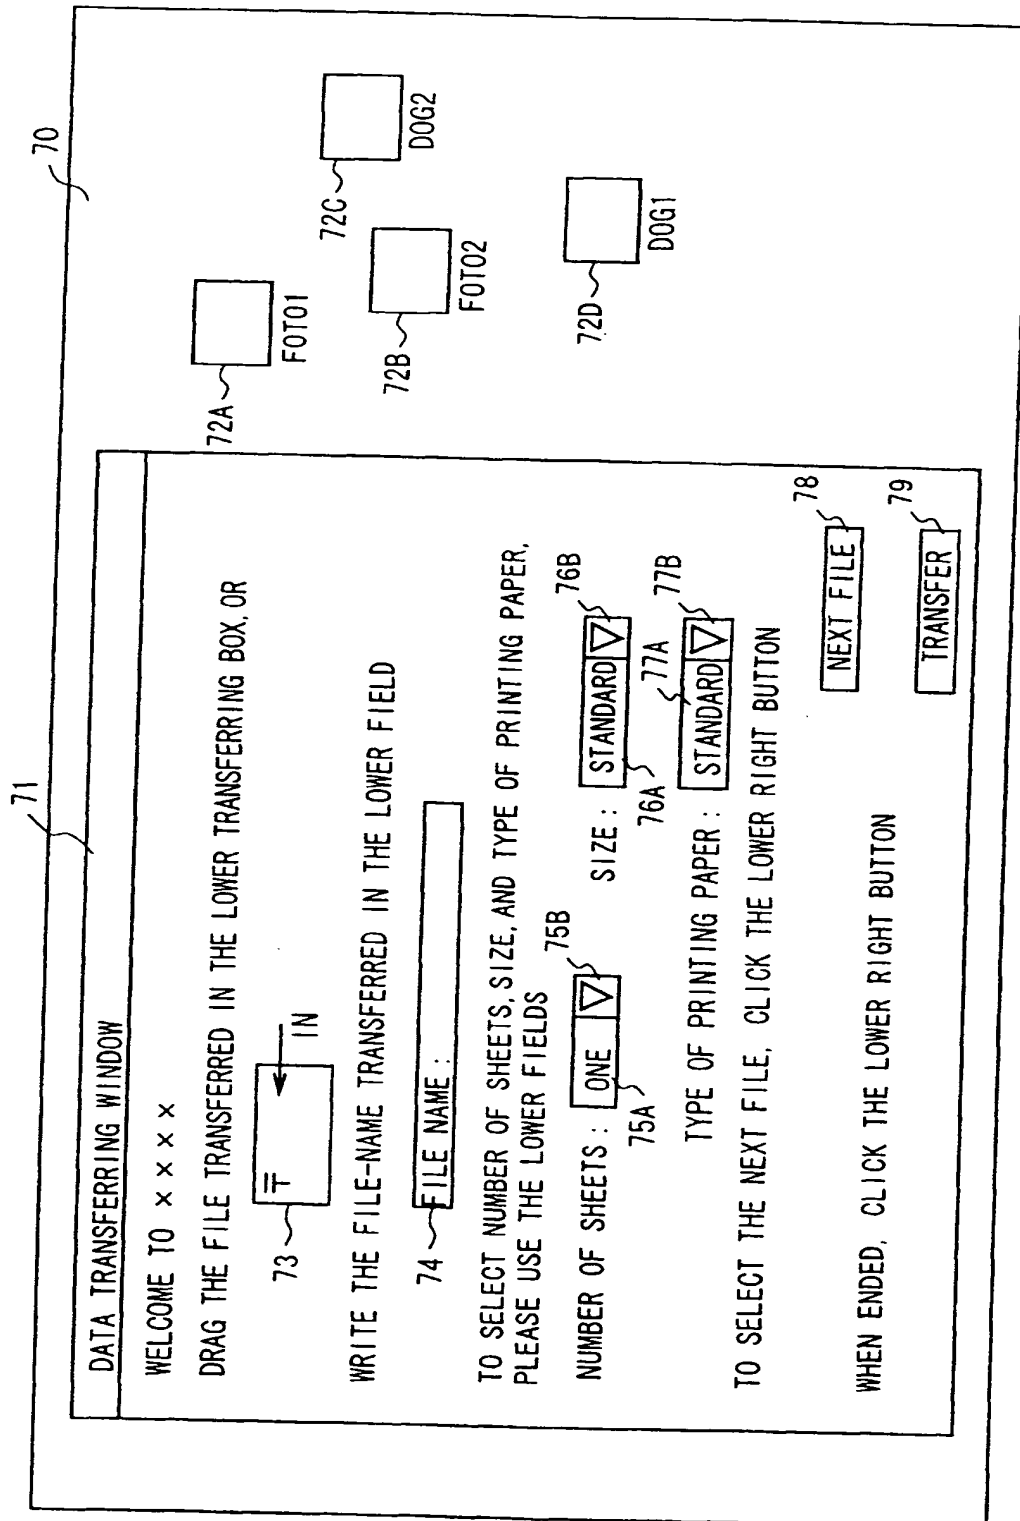 70
71
DATA TRANSFERRING WINDOW
WELCOME TO ××××
DRAG THE FILE TRANSFERRED IN THE LOWER TRANSFERRING BOX, OR
〒
IN
73
WRITE THE FILE-NAME TRANSFERRED IN THE LOWER FIELD
74
FILE NAME :
TO SELECT NUMBER OF SHEETS, SIZE, AND TYPE OF PRINTING PAPER,
PLEASE USE THE LOWER FIELDS
75B
76B
NUMBER OF SHEETS : ONE ▽ SIZE : STANDARD ▽
75A
76A
77A
77B
TYPE OF PRINTING PAPER : STANDARD ▽
TO SELECT THE NEXT FILE, CLICK THE LOWER RIGHT BUTTON
78
NEXT FILE
WHEN ENDED, CLICK THE LOWER RIGHT BUTTON
79
TRANSFER
72A
FOTO1
72C
DOG2
72B
FOTO2
72D
DOG1